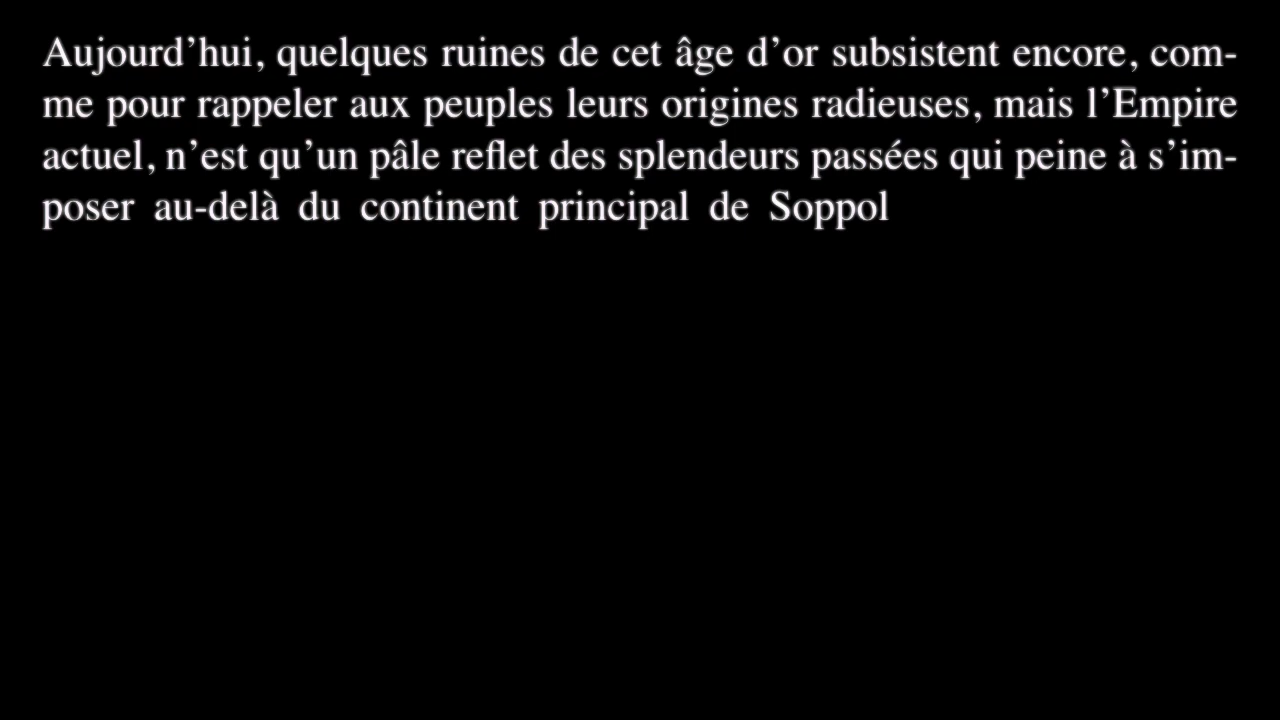 Aujourd’hui, quelques ruines de cet âge d’or subsistent encore, com-
me pour rappeler aux peuples leurs origines radieuses, mais l’Empire
actuel, n’est qu’un pâle reflet des splendeurs passées qui peine à s’im-
poser au-delà du continent principal de Soppol